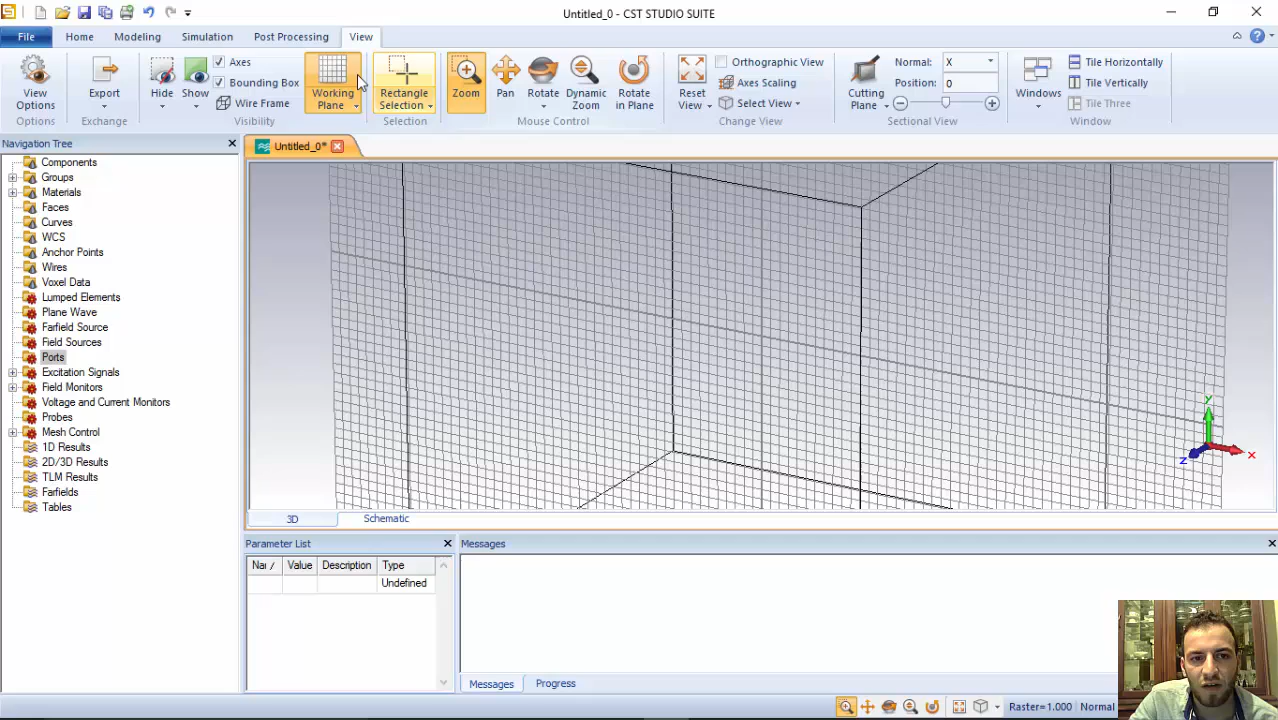 Untitled_0 - CST STUDIO SUITE
File Home Modeling Simulation Post Processing View
View Options
Export
Hide
Show
Axes
Bounding Box
Wire Frame
Working Plane
Rectangle Selection
Zoom
Pan
Rotate
Dynamic Zoom
Rotate in Plane
Reset View
Orthographic View
Axes Scaling
Select View
Cutting Plane
Normal: X
Position: 0
Windows
Tile Horizontally
Tile Vertically
Tile Three
Options Exchange Visibility Selection Mouse Control Change View Sectional View Window
Navigation Tree
Untitled_0*
Components
Groups
Materials
Faces
Curves
WCS
Anchor Points
Wires
Voxel Data
Lumped Elements
Plane Wave
Farfield Source
Field Sources
Ports
Excitation Signals
Field Monitors
Voltage and Current Monitors
Probes
Mesh Control
1D Results
2D/3D Results
TLM Results
Farfields
Tables
y
x
z
3D Schematic
Parameter List
Nai Value Description Type
Undefined
Messages
Messages Progress
Raster=1.000 Normal